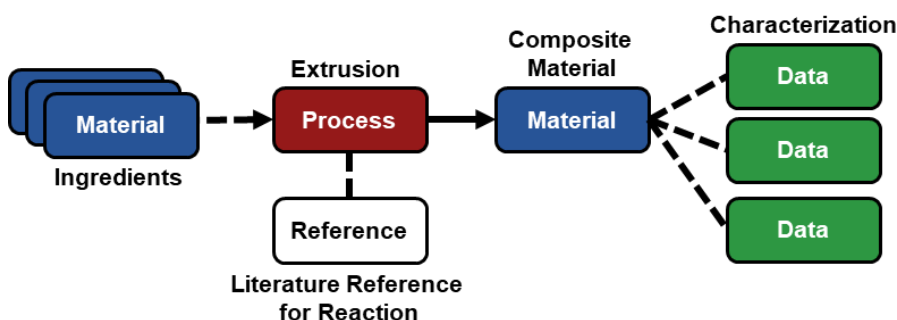 Characterization
Composite
Material
Extrusion
Data
Material
Process
Material
Data
Ingredients
Reference
Data
Literature Reference
for Reaction